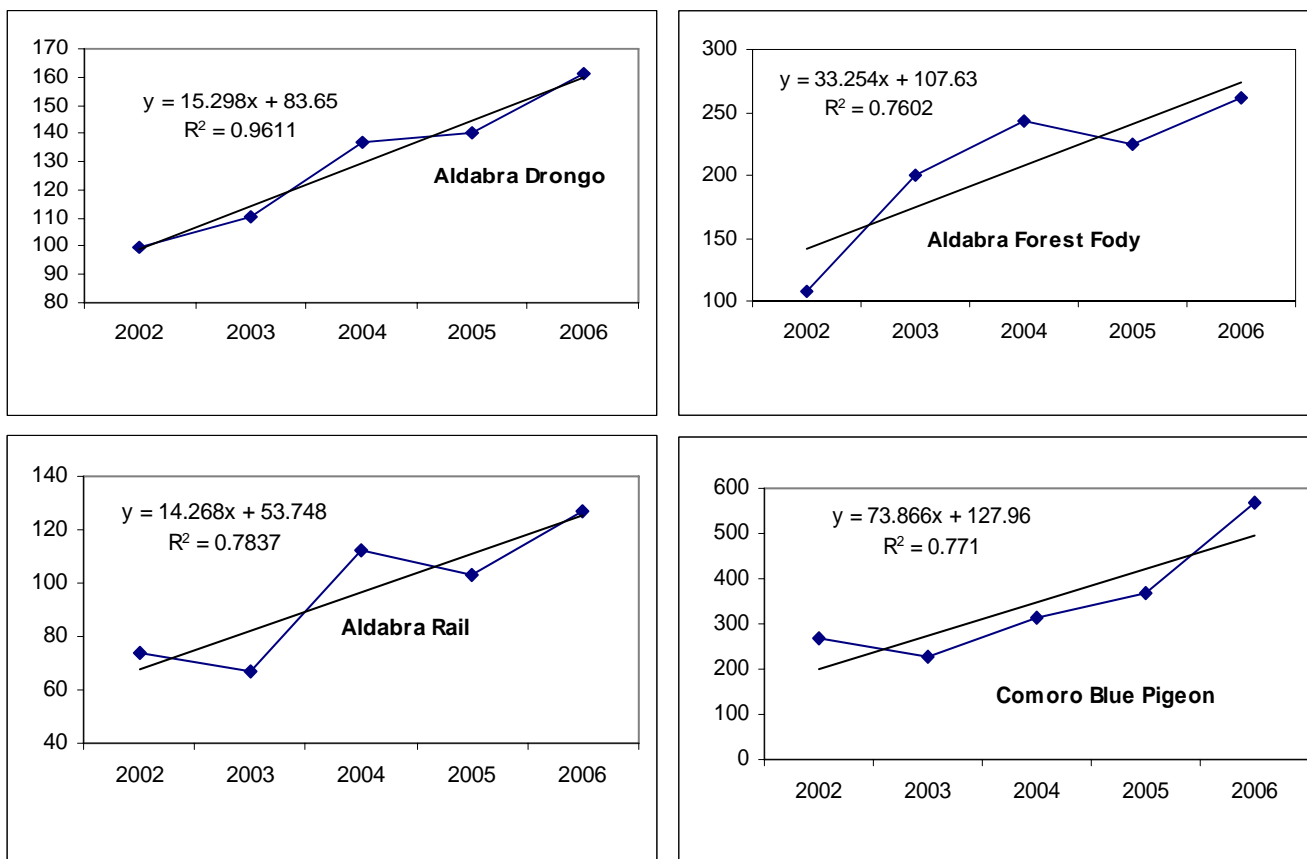 170
160
150
140
130
120
110
100
90
80
y = 15.298x + 83.65
R² = 0.9611
Aldabra Drongo
2002 2003 2004 2005 2006
300
250
200
150
100
y = 33.254x + 107.63
R² = 0.7602
Aldabra Forest Fody
2002 2003 2004 2005 2006
140
120
100
80
60
40
y = 14.268x + 53.748
R² = 0.7837
Aldabra Rail
2002 2003 2004 2005 2006
600
500
400
300
200
100
0
y = 73.866x + 127.96
R² = 0.771
Comoro Blue Pigeon
2002 2003 2004 2005 2006